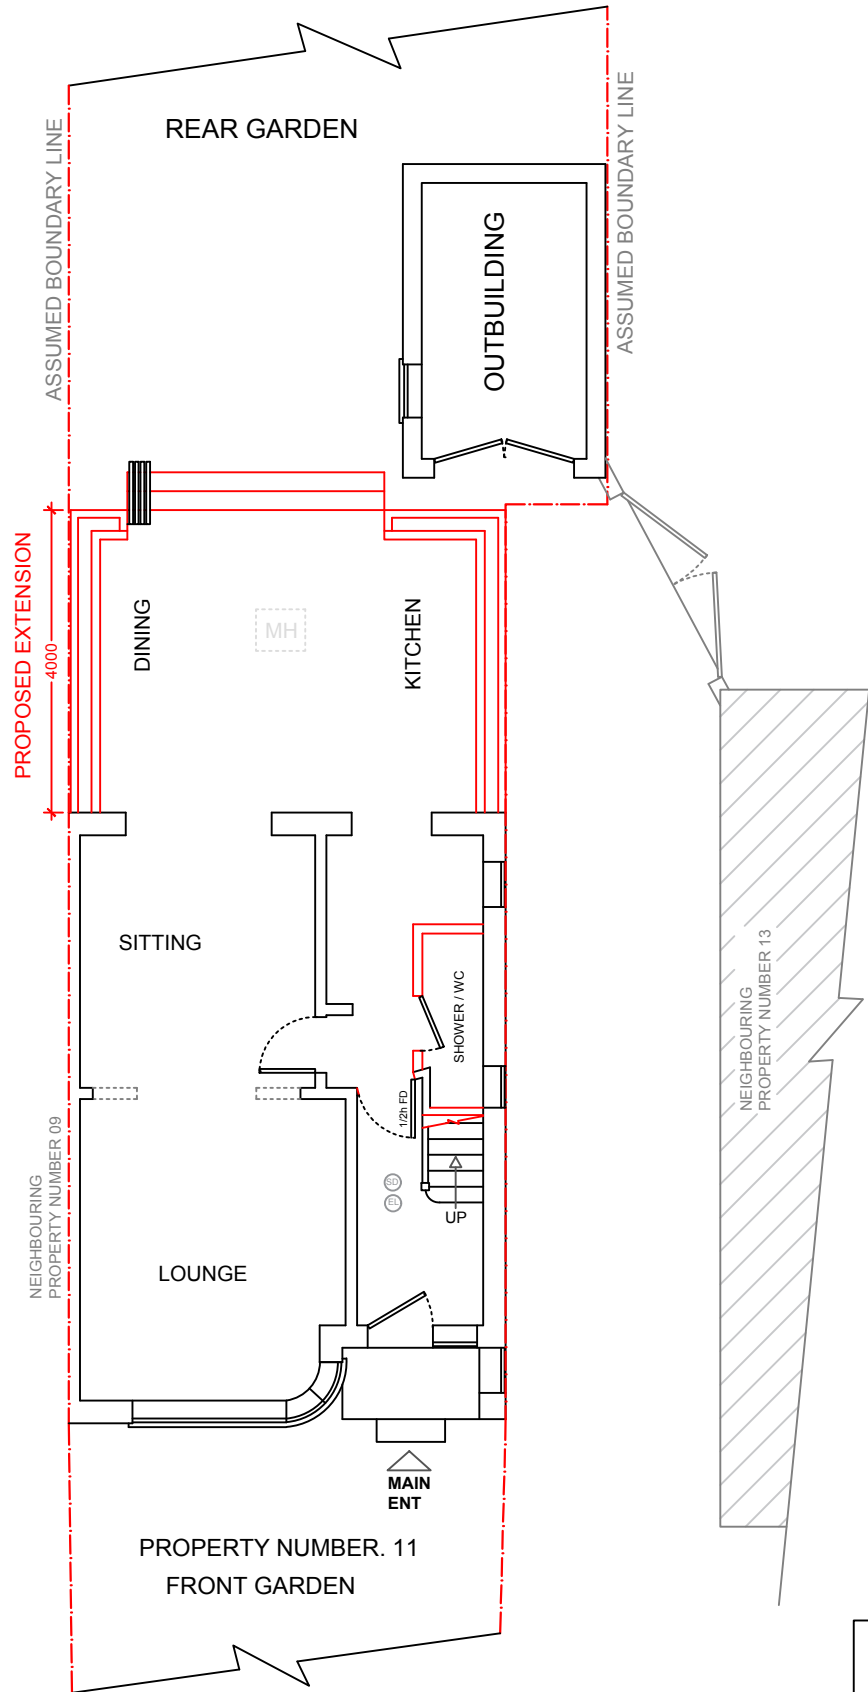 REAR GARDEN
ASSUMED BOUNDARY LINE
ASSUMED BOUNDARY LINE
OUTBUILDING
PROPOSED EXTENSION
4000
DINING
MH
KITCHEN
SITTING
SHOWER / WC
1/2h FD
NEIGHBOURING
PROPERTY NUMBER 13
NEIGHBOURING
PROPERTY NUMBER 09
SD
EL
UP
LOUNGE
MAIN
ENT
PROPERTY NUMBER. 11
FRONT GARDEN